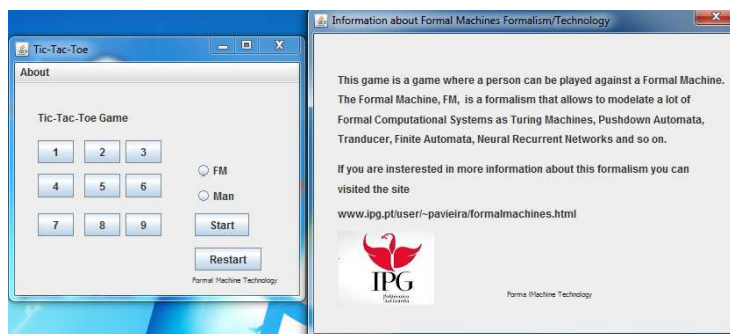 Tic-Tac-Toe
About
Tic-Tac-Toe Game
1 2 3
4 5 6
7 8 9
FM
Man
Start
Restart
Formal Machine Technology
Information about Formal Machines Formalism/Technology
This game is a game where a person can be played against a Formal Machine.
The Formal Machine, FM, is a formalism that allows to modelate a lot of
Formal Computational Systems as Turing Machines, Pushdown Automata,
Tranducer, Finite Automata, Neural Recurrent Networks and so on.
If you are insterested in more information about this formalism you can
visited the site
www.ipg.pt/user/~pavieira/formalmachines.html
IPG
Politécnico
da Guarda
Forma lMachine Technology